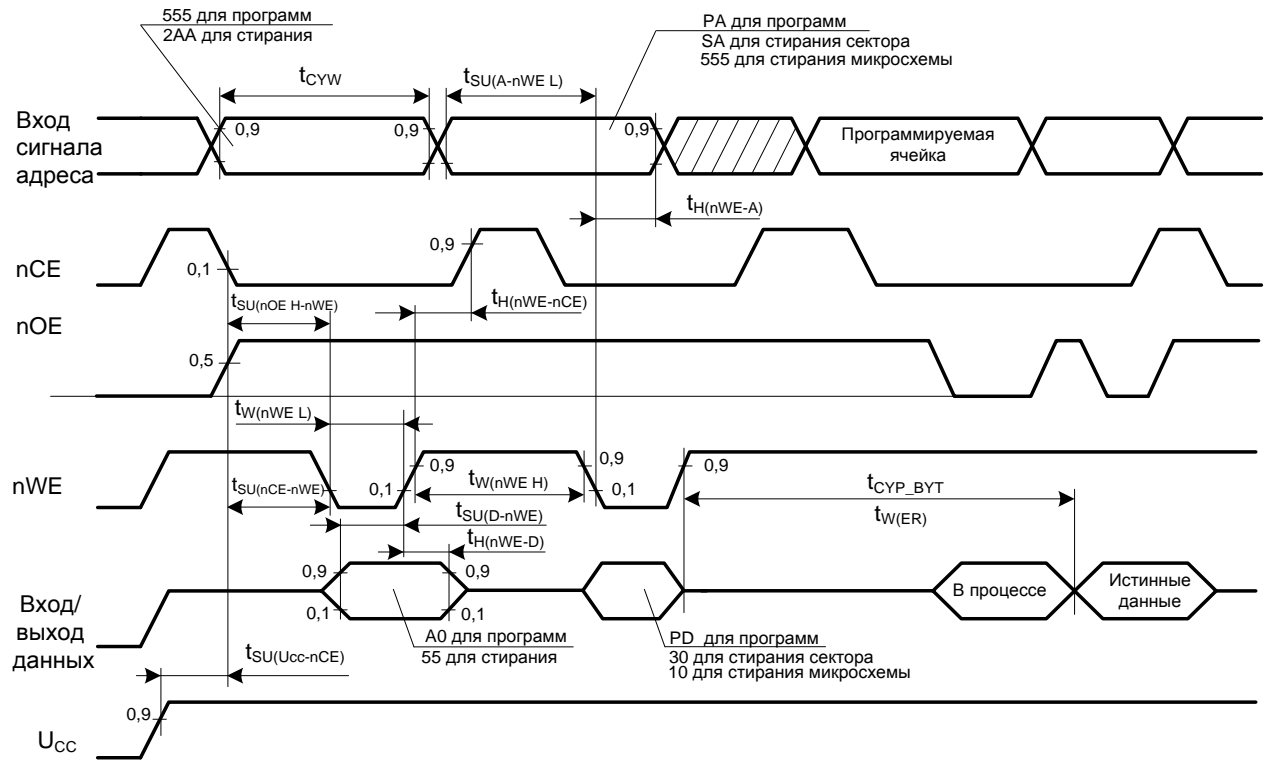 555 для программ
2АА для стирания
PA для программ
SA для стирания сектора
555 для стирания микросхемы
tCYW
tSU(A-nWE L)
Вход
сигнала
адреса
0,9
0,9
0,9
Программируемая
ячейка
tH(nWE-A)
nCE
0,1
0,9
tSU(nOE H-nWE)
tH(nWE-nCE)
nOE
0,5
tW(nWE L)
nWE
0,9
0,9
0,9
tW(nWE H)
0,1
0,1
tSU(nCE-nWE)
tCYP_BYT
tW(ER)
tSU(D-nWE)
tH(nWE-D)
0,9
0,9
0,1
0,1
Вход/
выход
данных
В процессе
Истинные
данные
A0 для программ
55 для стирания
PD для программ
30 для стирания сектора
10 для стирания микросхемы
tSU(Ucc-nCE)
0,9
UCC